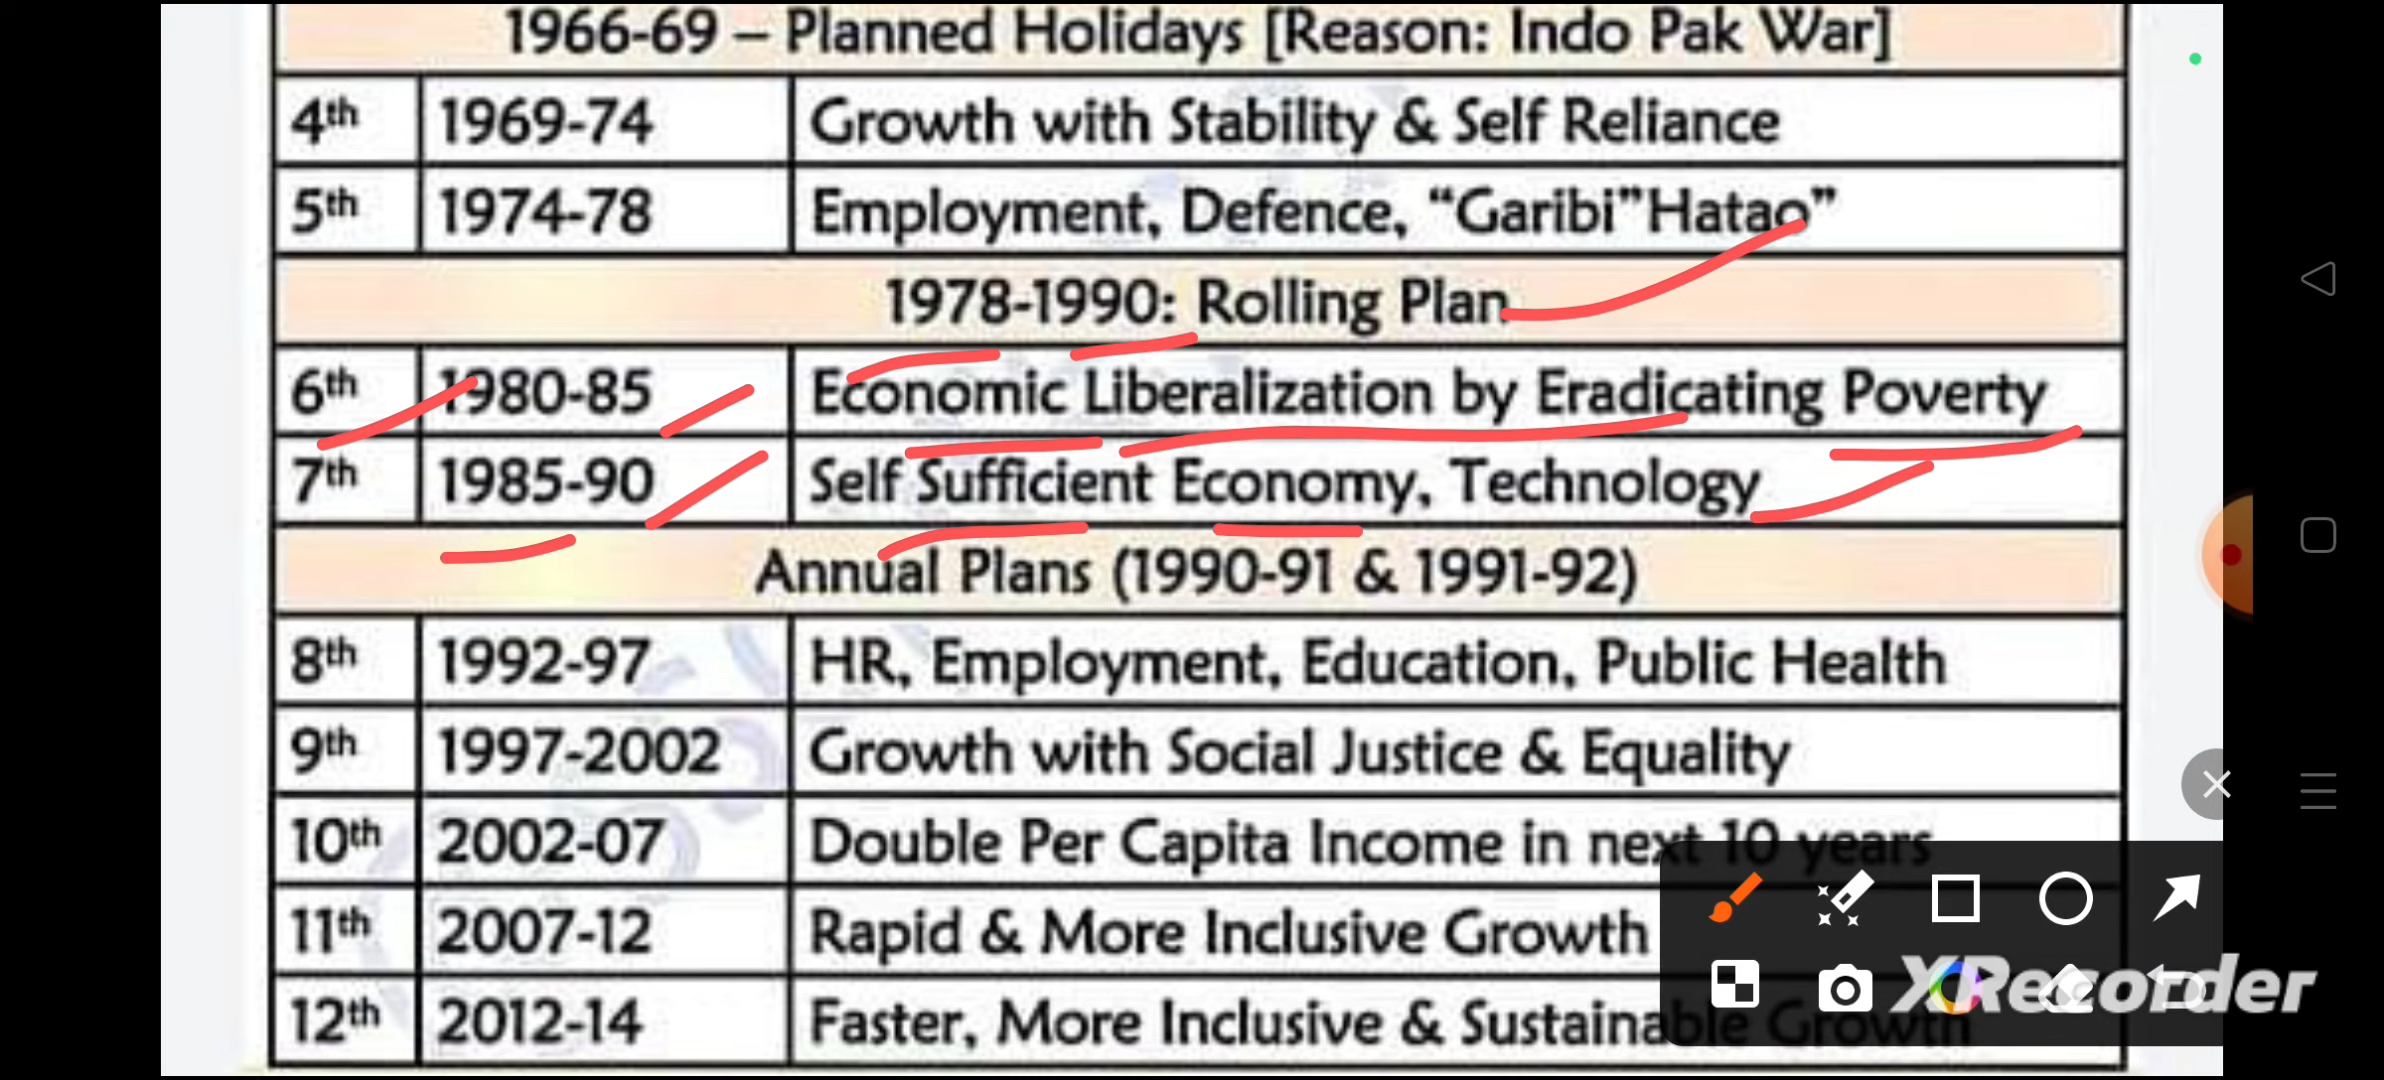 1966-69 – Planned Holidays [Reason: Indo Pak War]
4th 1969-74 Growth with Stability & Self Reliance
5th 1974-78 Employment, Defence, “Garibi”Hatao”
1978-1990: Rolling Plan
6th 1980-85 Economic Liberalization by Eradicating Poverty
7th 1985-90 Self Sufficient Economy, Technology
Annual Plans (1990-91 & 1991-92)
8th 1992-97 HR, Employment, Education, Public Health
9th 1997-2002 Growth with Social Justice & Equality
10th 2002-07 Double Per Capita Income in next 10 years
11th 2007-12 Rapid & More Inclusive Growth
12th 2012-14 Faster, More Inclusive & Sustainable Growth
XRecorder